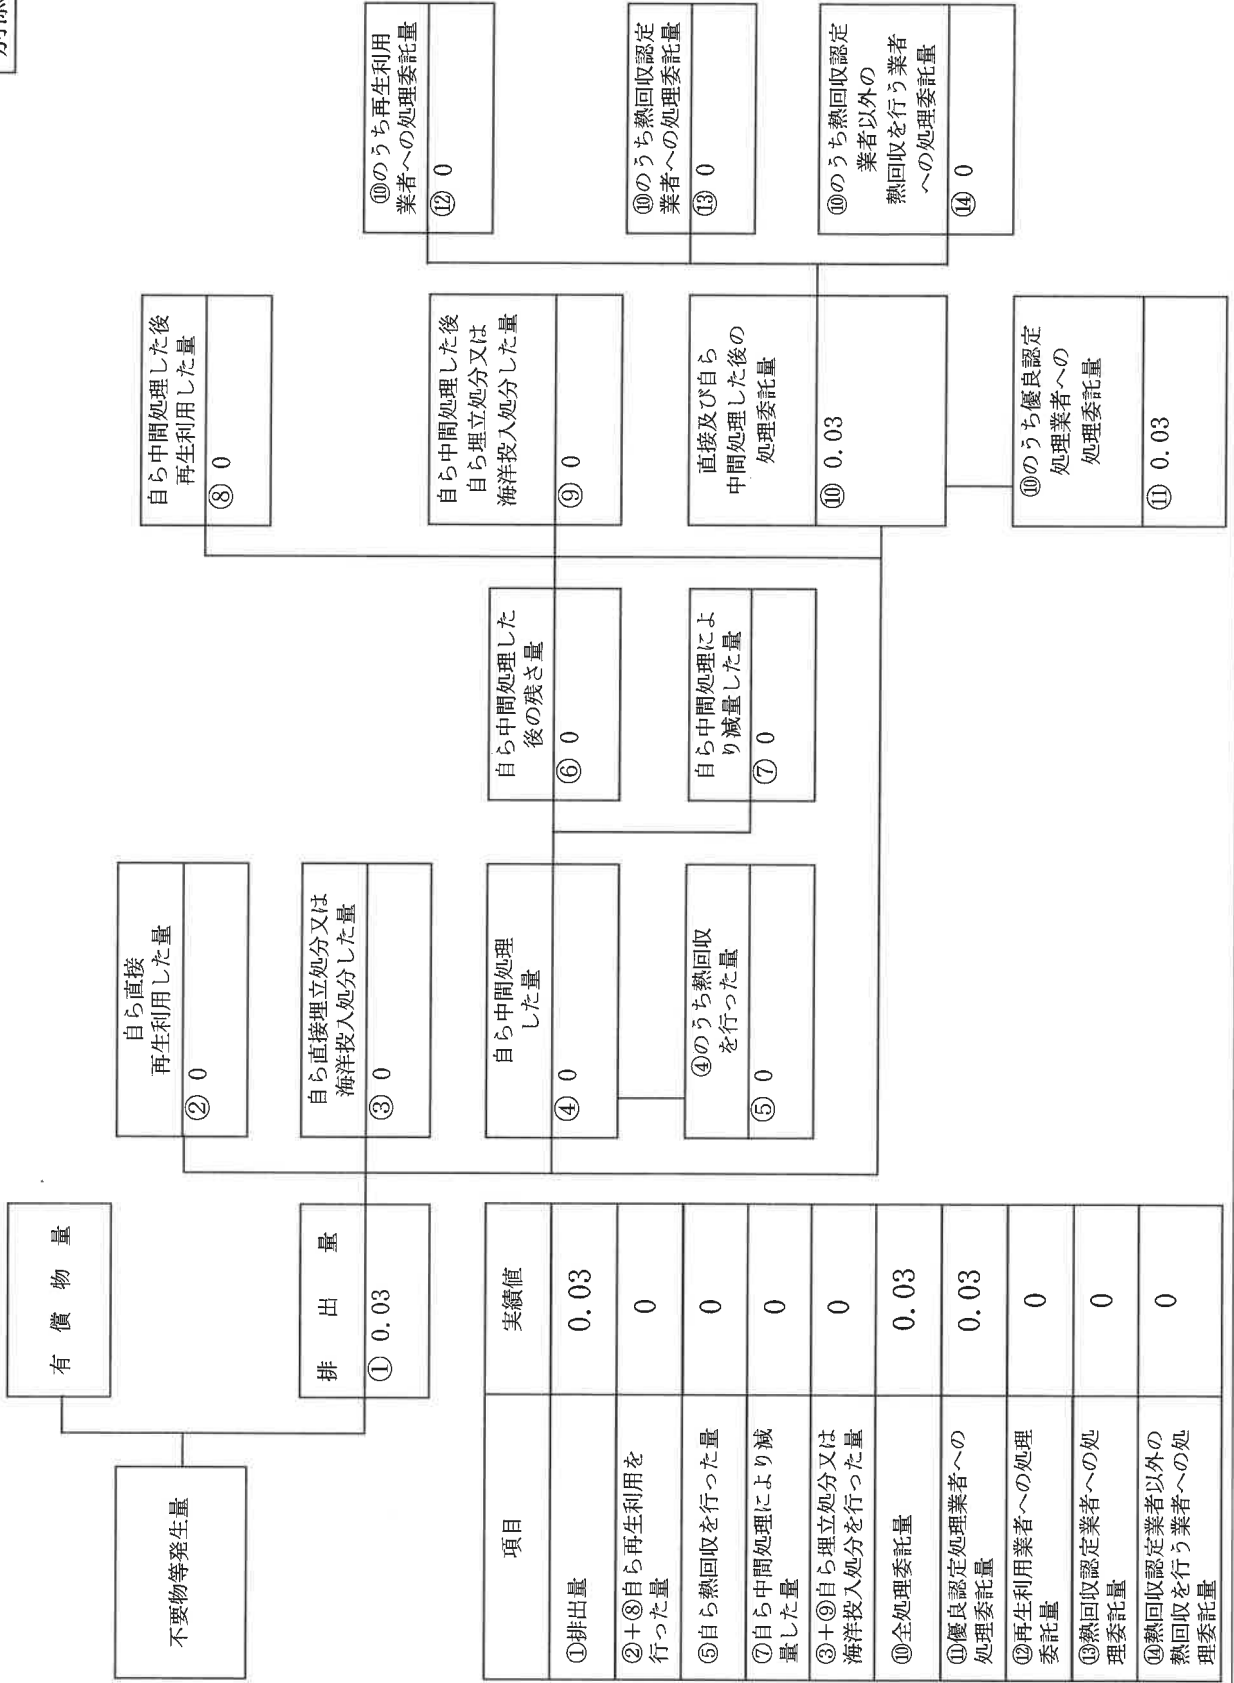 不要物等発生量
有償物量
排出量
① 0.03
自ら直接
再生利用した量
② 0
自ら直接埋立処分又は
海洋投入処分した量
③ 0
自ら中間処理
した量
④ 0
④のうち熱回収
を行った量
⑤ 0
自ら中間処理した
後の残さ量
⑥ 0
自ら中間処理によ
り減量した量
⑦ 0
自ら中間処理した後
再生利用した量
⑧ 0
自ら中間処理した後
自ら埋立処分又は
海洋投入処分した量
⑨ 0
直接及び自ら
中間処理した後の
処理委託量
⑩ 0.03
⑩のうち優良認定
処理業者への
処理委託量
⑪ 0.03
⑩のうち再生利用
業者への処理委託量
⑫ 0
⑩のうち熱回収認定
業者への処理委託量
⑬ 0
⑩のうち熱回収認定
業者以外の
熱回収を行う業者
への処理委託量
⑭ 0
項目 実績値
①排出量 0.03
②+⑧自ら再生利用を
行った量 0
⑤自ら熱回収を行った量 0
⑦自ら中間処理により減
量した量 0
③+⑨自ら埋立処分又は
海洋投入処分を行った量 0
⑩全処理委託量 0.03
⑪優良認定処理業者への
処理委託量 0.03
⑫再生利用業者への処理
委託量 0
⑬熱回収認定業者への処
理委託量 0
⑭熱回収認定業者以外の
熱回収を行う業者への処
理委託量 0